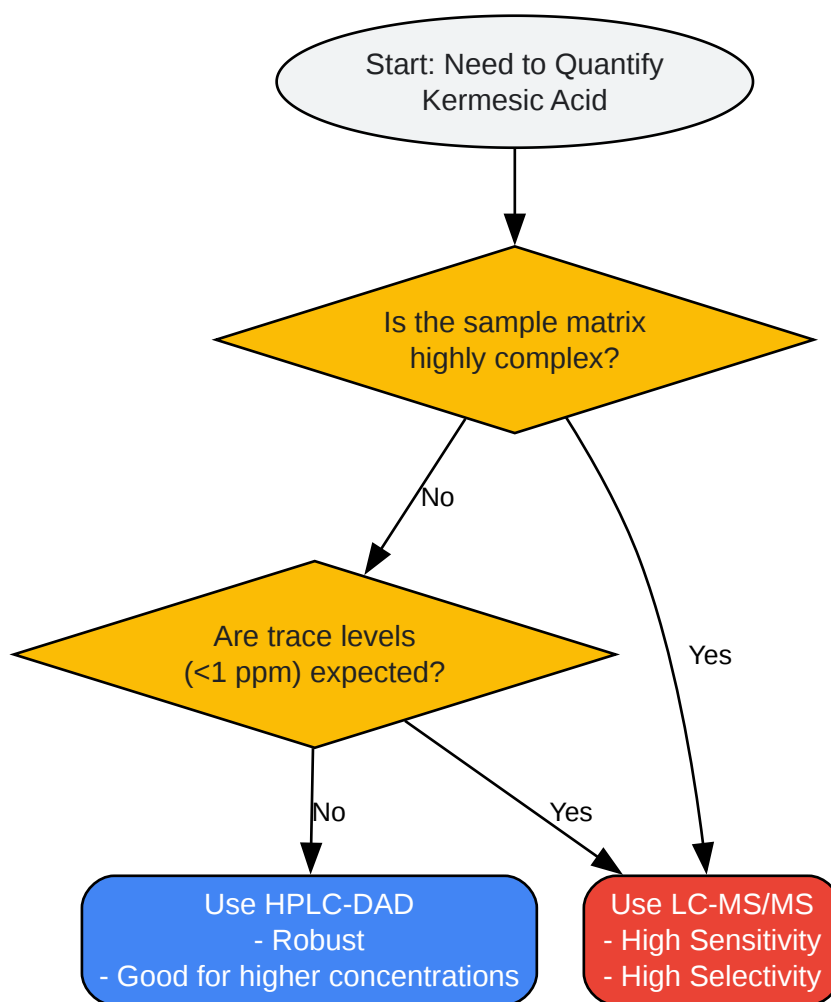 Start: Need to Quantify
Kermesic Acid
Is the sample matrix
highly complex?
No
Yes
Are trace levels
(<1 ppm) expected?
No
Yes
Use HPLC-DAD
- Robust
- Good for higher concentrations
Use LC-MS/MS
- High Sensitivity
- High Selectivity